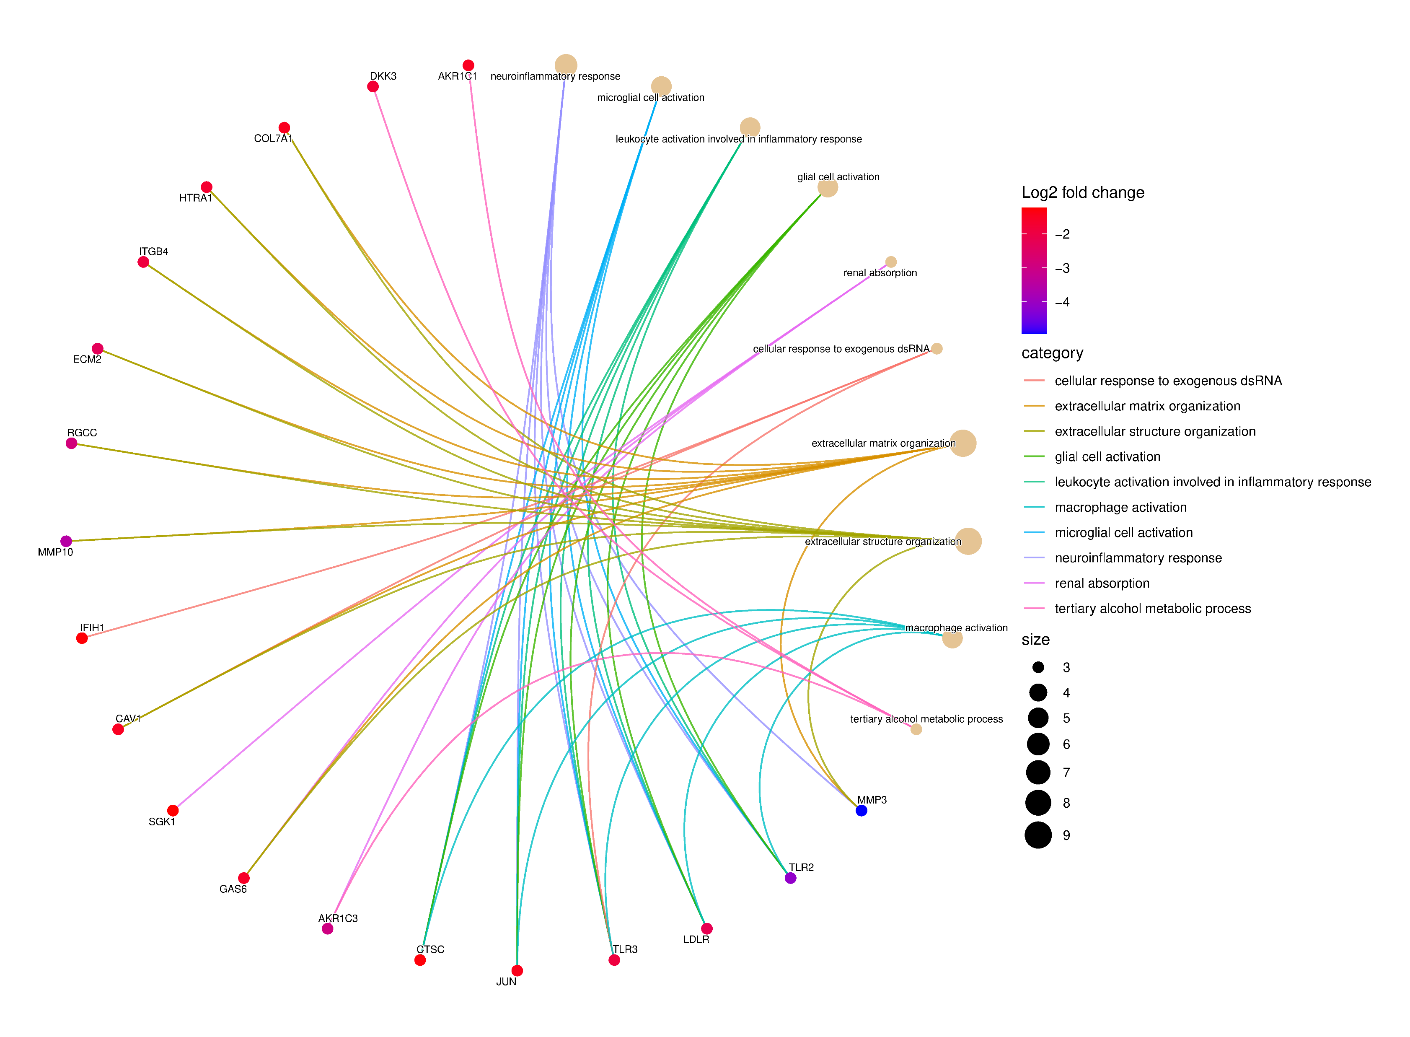 DKK3
AKR1C1
neuroinflammatory response
microglial cell activation
COL7A1
leukocyte activation involved in inflammatory response
HTRA1
glial cell activation
ITGB4
renal absorption
ECM2
cellular response to exogenous dsRNA
RGCC
extracellular matrix organization
MMP10
extracellular structure organization
IFIH1
macrophage activation
CAV1
tertiary alcohol metabolic process
SGK1
MMP3
GAS6
TLR2
AKR1C3
LDLR
CTSC
TLR3
JUN
Log2 fold change
−2
−3
−4
category
cellular response to exogenous dsRNA
extracellular matrix organization
extracellular structure organization
glial cell activation
leukocyte activation involved in inflammatory response
macrophage activation
microglial cell activation
neuroinflammatory response
renal absorption
tertiary alcohol metabolic process
size
3
4
5
6
7
8
9